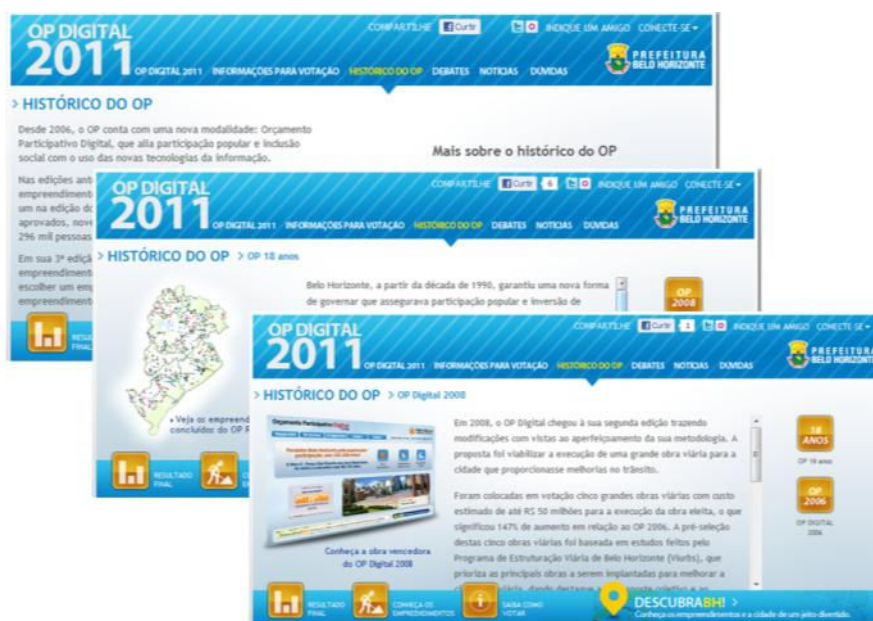 OP DIGITAL
2011
COMPARTILHE Curtir INDIQUE UM AMIGO CONECTE-SE
OP DIGITAL 2011 INFORMAÇÕES PARA VOTAÇÃO HISTÓRICO DO OP DEBATES NOTÍCIAS DÚVIDAS
PREFEITURA
BELO HORIZONTE
> HISTÓRICO DO OP
Desde 2006, o OP conta com uma nova modalidade: Orçamento
Participativo Digital, que alia participação popular e inclusão
social com o uso das novas tecnologias da informação.
Mais sobre o histórico do OP
Nas edições ant
empreendimento
um na edição do
aprovados, nove
296 mil pessoas
Em sua 3ª ediçã
escolher um emp
empreendimento
RESULTADO
FINAL
OP DIGITAL
2011
COMPARTILHE Curtir 6 INDIQUE UM AMIGO CONECTE-SE
OP DIGITAL 2011 INFORMAÇÕES PARA VOTAÇÃO HISTÓRICO DO OP DEBATES NOTÍCIAS DÚVIDAS
PREFEITURA
BELO HORIZONTE
> HISTÓRICO DO OP > OP 18 anos
Belo Horizonte, a partir da década de 1990, garantiu uma nova forma
de governar que assegurava participação popular e inversão de
OP
2008
Veja os empreend
concluídos do OP R
RESULTADO
FINAL
OP DIGITAL
2011
COMPARTILHE Curtir 1 INDIQUE UM AMIGO CONECTE-SE
OP DIGITAL 2011 INFORMAÇÕES PARA VOTAÇÃO HISTÓRICO DO OP DEBATES NOTÍCIAS DÚVIDAS
PREFEITURA
BELO HORIZONTE
> HISTÓRICO DO OP > OP Digital 2008
Em 2008, o OP Digital chegou à sua segunda edição trazendo
modificações com vistas ao aperfeiçoamento da sua metodologia. A
proposta foi viabilizar a execução de uma grande obra viária para a
cidade que proporcionasse melhorias no trânsito.
Foram colocadas em votação cinco grandes obras viárias com custo
estimado de até R$ 50 milhões para a execução da obra eleita, o que
significou 147% de aumento em relação ao OP 2006. A pré-seleção
destas cinco obras viárias foi baseada em estudos feitos pelo
Programa de Estruturação Viária de Belo Horizonte (Viurbs), que
prioriza as principais obras a serem implantadas para melhorar a
Conheça a obra vencedora
do OP Digital 2008
18
ANOS
OP 18 anos
OP
2006
OP DIGITAL
2006
RESULTADO
FINAL
CONHEÇA OS
EMPREENDIMENTOS
SAIBA COMO
VOTAR
DESCUBRABH! >
Conheça os empreendimentos e a cidade de um jeito divertido.